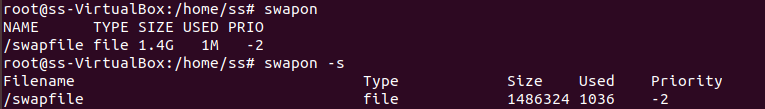 root@ss-VirtualBox:/home/ss# swapon
NAME      TYPE SIZE USED PRIO
/swapfile file 1.4G   1M   -2
root@ss-VirtualBox:/home/ss# swapon -s
Filename                                Type            Size    Used    Priority
/swapfile                               file            1486324 1036    -2